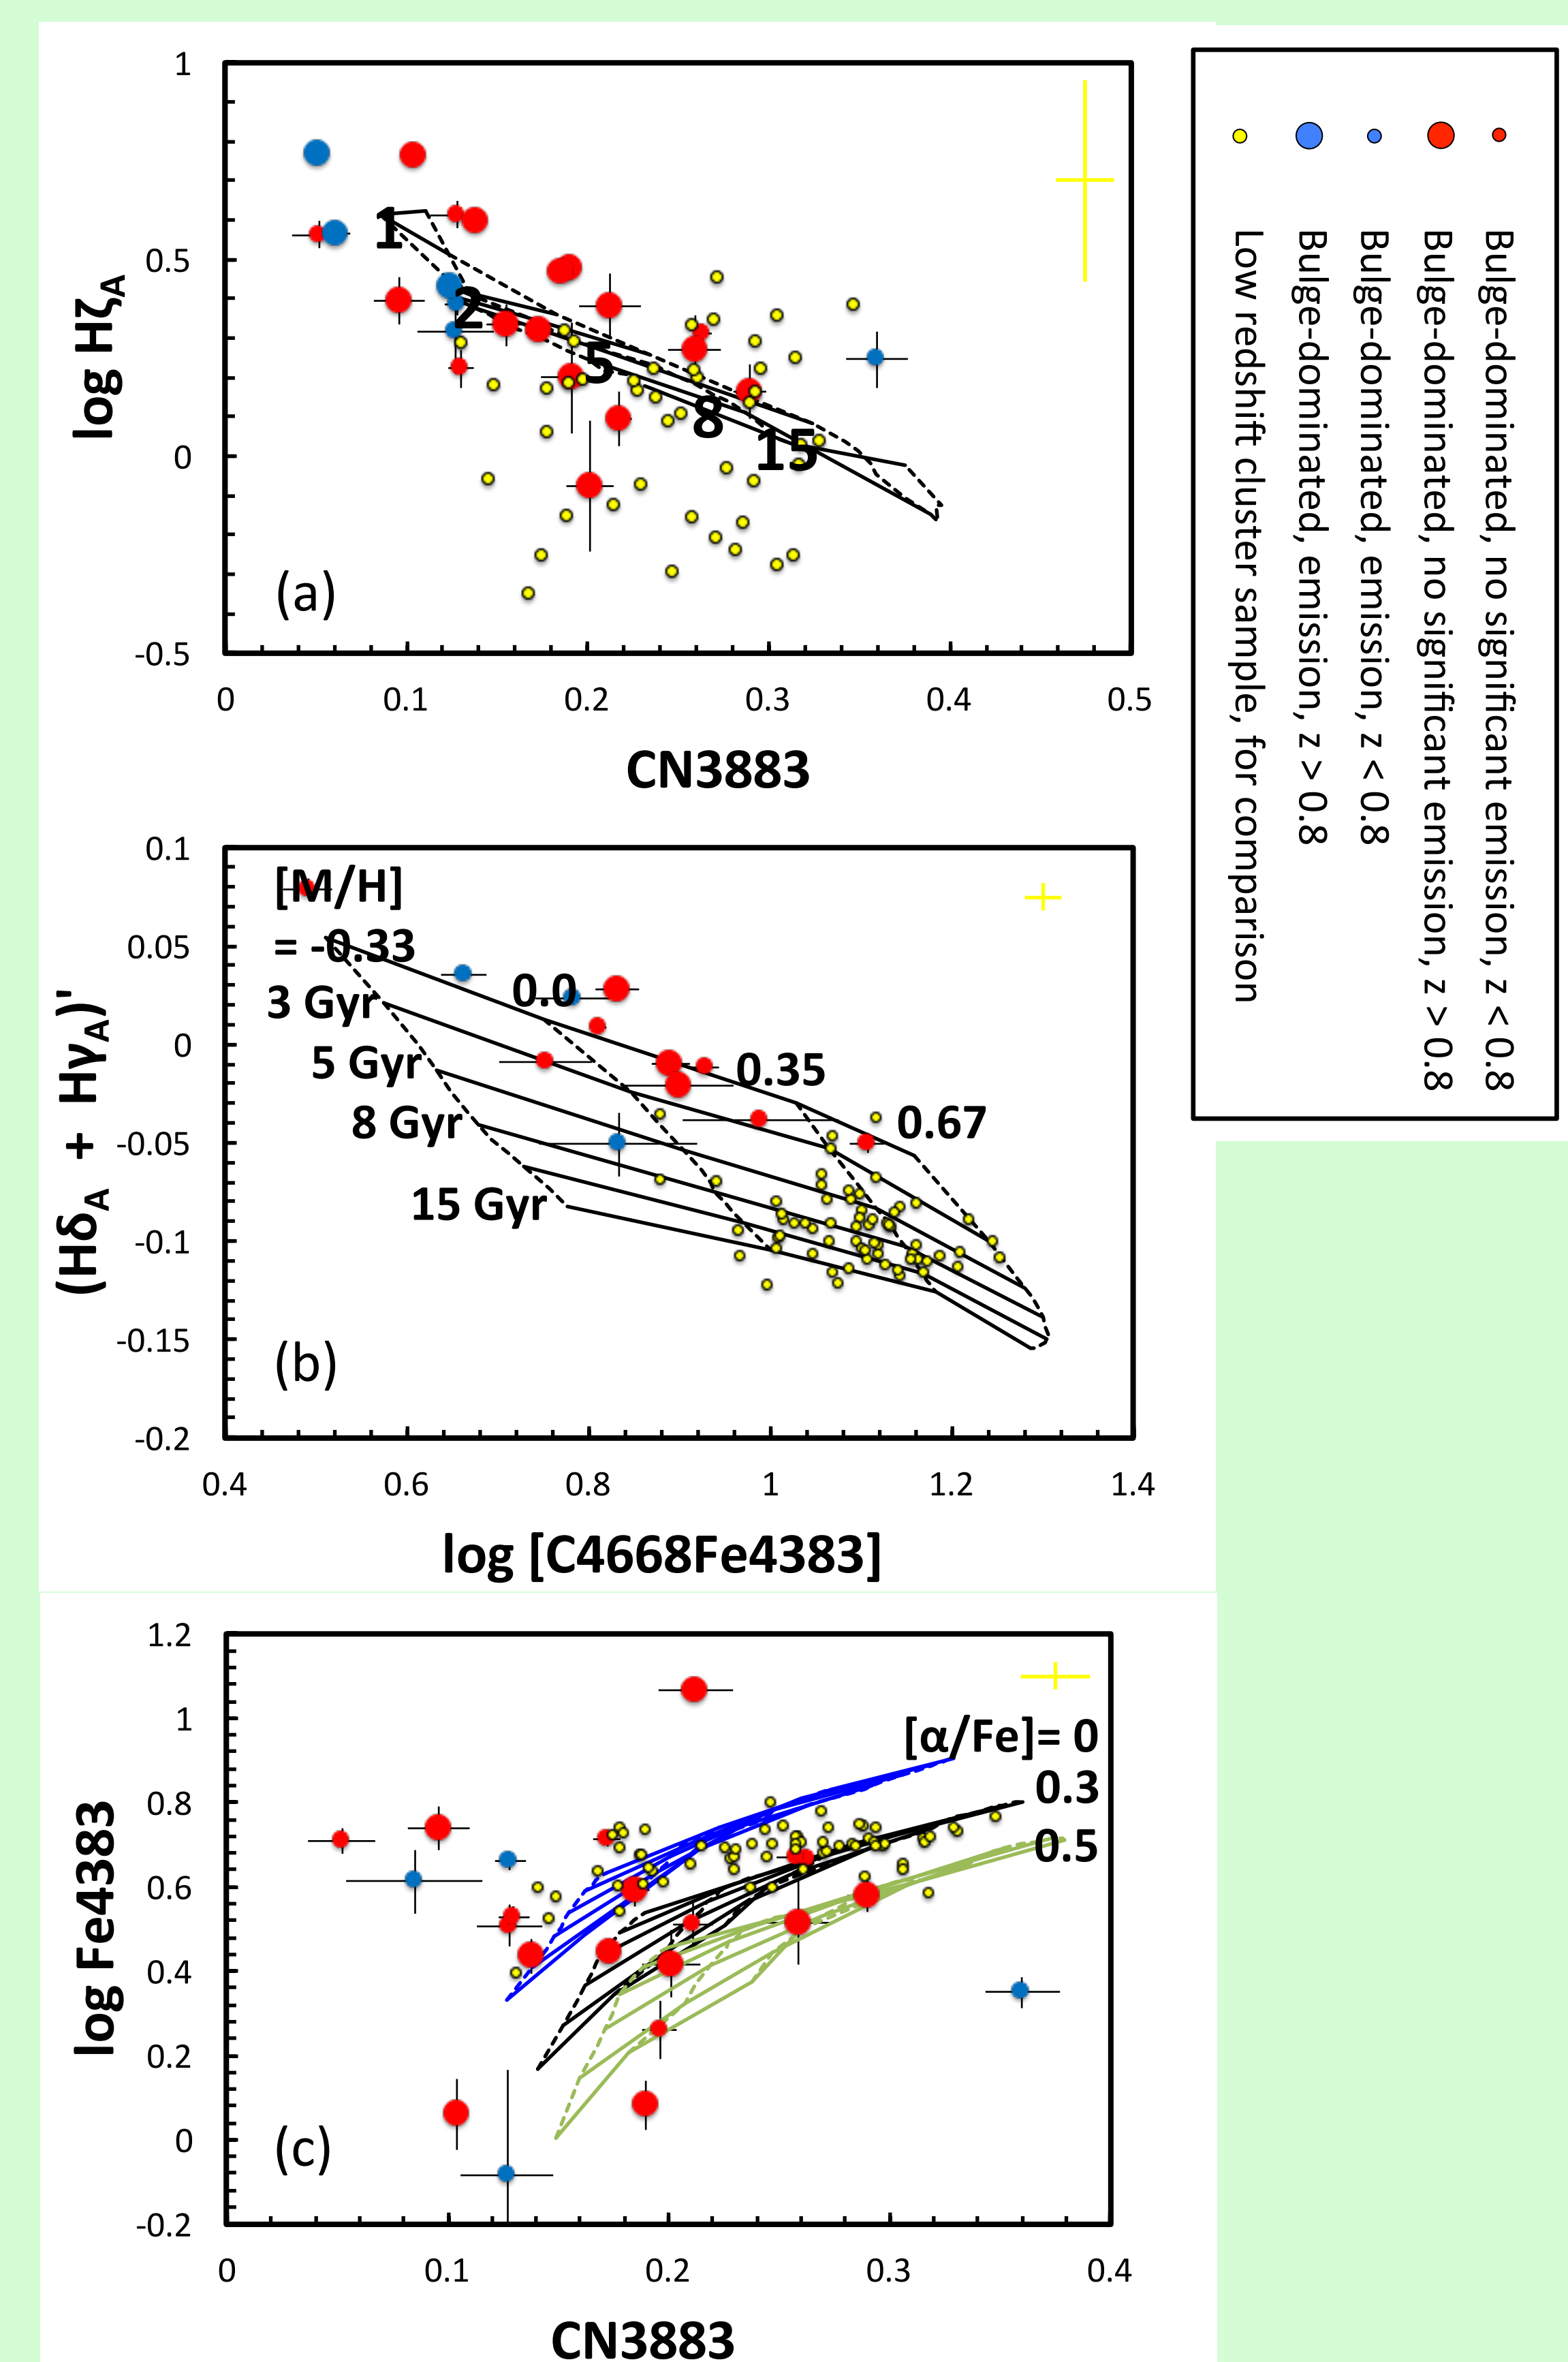 1
0.5
0
-0.5
log HζA
0
0.1
0.2
0.3
0.4
0.5
CN3883
1
2
5
8
15
(a)
Bulge-dominated, no significant emission, z < 0.8
Bulge-dominated, no significant emission, z > 0.8
Bulge-dominated, emission, z < 0.8
Bulge-dominated, emission, z > 0.8
Low redshift cluster sample, for comparison
0.1
0.05
0
-0.05
-0.1
-0.15
-0.2
(HδA + HγA)'
[M/H]
= -0.33
0.0
0.35
0.67
3 Gyr
5 Gyr
8 Gyr
15 Gyr
(b)
0.4
0.6
0.8
1
1.2
1.4
log [C4668Fe4383]
1.2
1
0.8
0.6
0.4
0.2
0
-0.2
log Fe4383
[α/Fe]= 0
0.3
0.5
(c)
0
0.1
0.2
0.3
0.4
CN3883